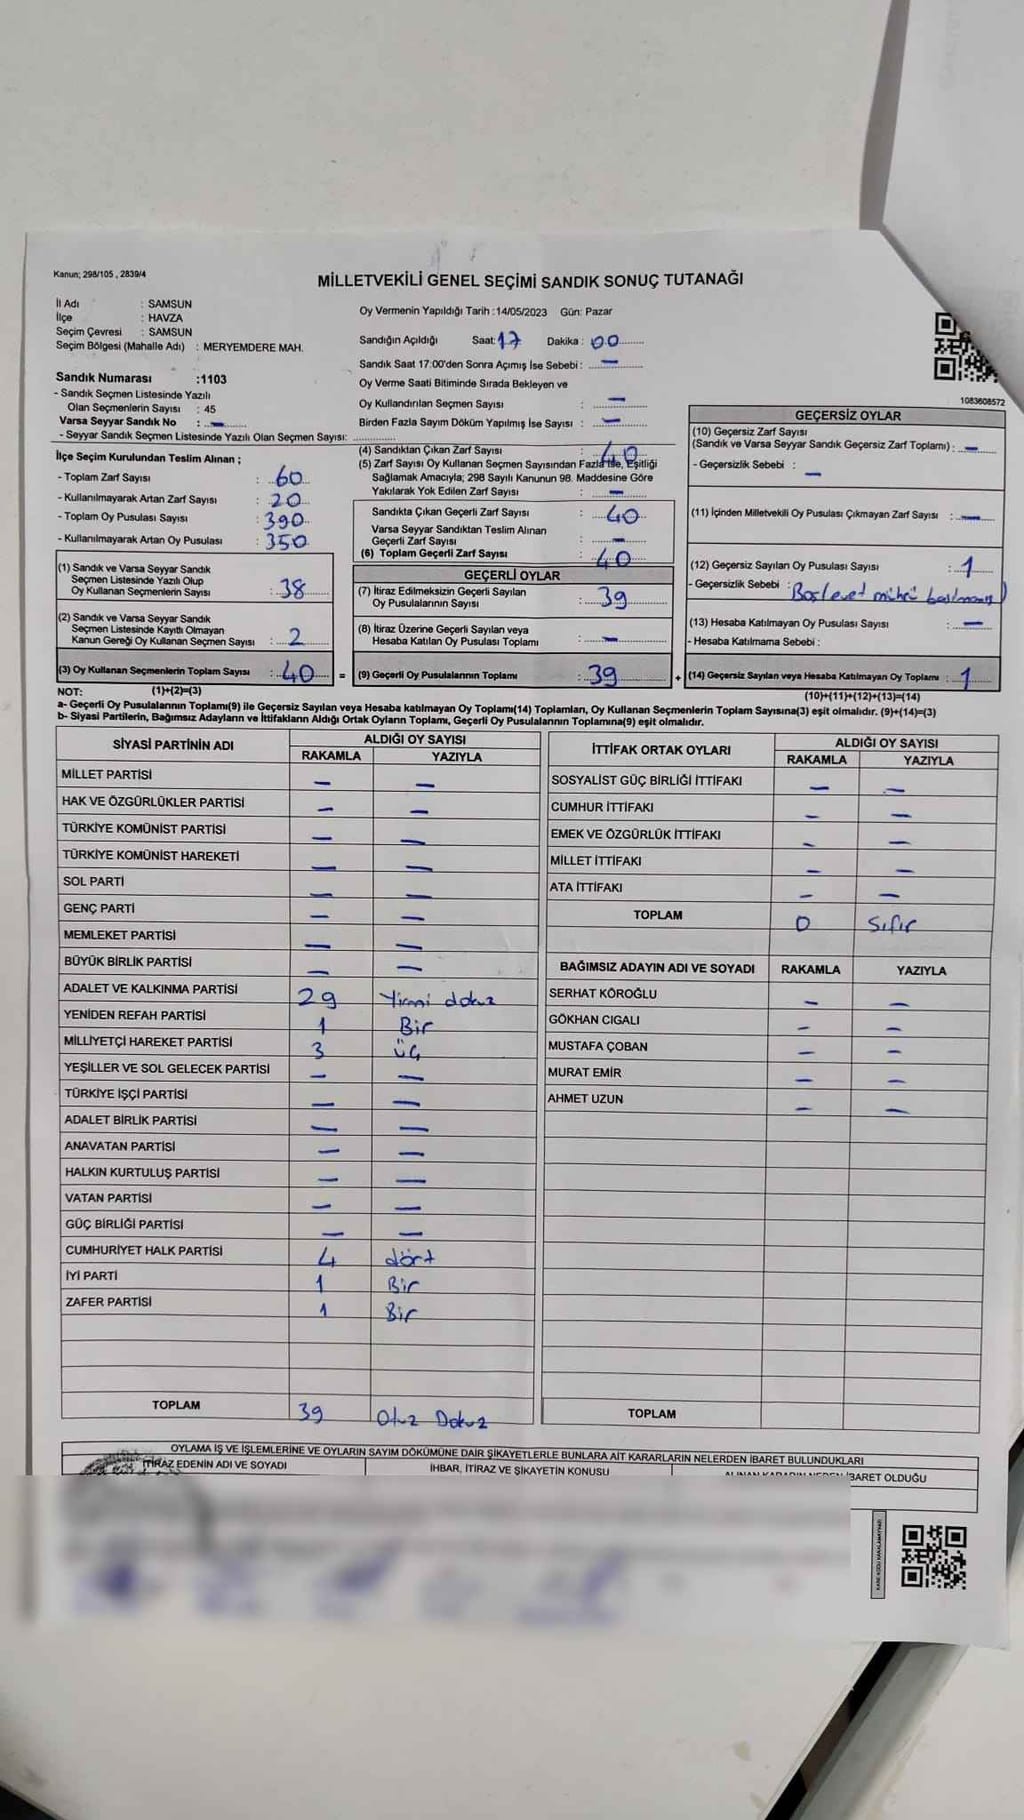 Kanun; 298/105 , 2839/4
MİLLETVEKİLİ GENEL SEÇİMİ SANDIK SONUÇ TUTANAĞI
İl Adı : SAMSUN
İlçe : HAVZA
Seçim Çevresi : SAMSUN
Seçim Bölgesi (Mahalle Adı) : MERYEMDERE MAH.
Sandık Numarası :1103
- Sandık Seçmen Listesinde Yazılı
Olan Seçmenlerin Sayısı : 45
Varsa Seyyar Sandık No : —
- Seyyar Sandık Seçmen Listesinde Yazılı Olan Seçmen Sayısı:
Oy Vermenin Yapıldığı Tarih :14/05/2023 Gün: Pazar
Sandığın Açıldığı Saat: 17 Dakika : 00
Sandık Saat 17:00'den Sonra Açımış İse Sebebi : —
Oy Verme Saati Bitiminde Sırada Bekleyen ve
Oy Kullandırılan Seçmen Sayısı : —
Birden Fazla Sayım Döküm Yapılmış İse Sayısı : —
1083608572
İlçe Seçim Kurulundan Teslim Alınan ;
- Toplam Zarf Sayısı : 60
- Kullanılmayarak Artan Zarf Sayısı : 20
- Toplam Oy Pusulası Sayısı : 390
- Kullanılmayarak Artan Oy Pusulası : 350
(1) Sandık ve Varsa Seyyar Sandık
Seçmen Listesinde Yazılı Olup
Oy Kullanan Seçmenlerin Sayısı : 38
(2) Sandık ve Varsa Seyyar Sandık
Seçmen Listesinde Kayıtlı Olmayan
Kanun Gereği Oy Kullanan Seçmen Sayısı : 2
(3) Oy Kullanan Seçmenlerin Toplam Sayısı : 40 =
(4) Sandıktan Çıkan Zarf Sayısı : 40
(5) Zarf Sayısı Oy Kullanan Seçmen Sayısından Fazla İse, Eşitliği
Sağlamak Amacıyla; 298 Sayılı Kanunun 98. Maddesine Göre
Yakılarak Yok Edilen Zarf Sayısı : —
Sandıkta Çıkan Geçerli Zarf Sayısı : 40
Varsa Seyyar Sandıktan Teslim Alınan
Geçerli Zarf Sayısı : —
(6) Toplam Geçerli Zarf Sayısı : 40
GEÇERLİ OYLAR
(7) İtiraz Edilmeksizin Geçerli Sayılan
Oy Pusulalarının Sayısı : 39
(8) İtiraz Üzerine Geçerli Sayılan veya
Hesaba Katılan Oy Pusulası Toplamı : —
(9) Geçerli Oy Pusulalarının Toplamı : 39 +
GEÇERSİZ OYLAR
(10) Geçersiz Zarf Sayısı
(Sandık ve Varsa Seyyar Sandık Geçersiz Zarf Toplamı) : —
- Geçersizlik Sebebi : —
(11) İçinden Milletvekili Oy Pusulası Çıkmayan Zarf Sayısı : —
(12) Geçersiz Sayılan Oy Pusulası Sayısı : 1
- Geçersizlik Sebebi :
(13) Hesaba Katılmayan Oy Pusulası Sayısı : —
- Hesaba Katılmama Sebebi :
(14) Geçersiz Sayılan veya Hesaba Katılmayan Oy Toplamı : 1
(10)+(11)+(12)+(13)=(14)
NOT: (1)+(2)=(3)
a- Geçerli Oy Pusulalarının Toplamı(9) ile Geçersiz Sayılan veya Hesaba katılmayan Oy Toplamı(14) Toplamları, Oy Kullanan Seçmenlerin Toplam Sayısına(3) eşit olmalıdır. (9)+(14)=(3)
b- Siyasi Partilerin, Bağımsız Adayların ve İttifakların Aldığı Ortak Oyların Toplamı, Geçerli Oy Pusulalarının Toplamına(9) eşit olmalıdır.
SİYASİ PARTİNİN ADI ALDIĞI OY SAYISI
RAKAMLA YAZIYLA
MİLLET PARTİSİ — —
HAK VE ÖZGÜRLÜKLER PARTİSİ — —
TÜRKİYE KOMÜNİST PARTİSİ — —
TÜRKİYE KOMÜNİST HAREKETİ — —
SOL PARTİ — —
GENÇ PARTİ — —
MEMLEKET PARTİSİ — —
BÜYÜK BİRLİK PARTİSİ — —
ADALET VE KALKINMA PARTİSİ 29 Yirmi dokuz
YENİDEN REFAH PARTİSİ 1 Bir
MİLLİYETÇİ HAREKET PARTİSİ 3 üç
YEŞİLLER VE SOL GELECEK PARTİSİ — —
TÜRKİYE İŞÇİ PARTİSİ — —
ADALET BİRLİK PARTİSİ — —
ANAVATAN PARTİSİ — —
HALKIN KURTULUŞ PARTİSİ — —
VATAN PARTİSİ — —
GÜÇ BİRLİĞİ PARTİSİ — —
CUMHURİYET HALK PARTİSİ 4 dört
İYİ PARTİ 1 Bir
ZAFER PARTİSİ 1 Bir
TOPLAM 39 Otuz Dokuz
İTTİFAK ORTAK OYLARI ALDIĞI OY SAYISI
RAKAMLA YAZIYLA
SOSYALİST GÜÇ BİRLİĞİ İTTİFAKI — —
CUMHUR İTTİFAKI — —
EMEK VE ÖZGÜRLÜK İTTİFAKI — —
MİLLET İTTİFAKI — —
ATA İTTİFAKI — —
TOPLAM 0 Sıfır
BAĞIMSIZ ADAYIN ADI VE SOYADI RAKAMLA YAZIYLA
SERHAT KÖROĞLU — —
GÖKHAN CIGALI — —
MUSTAFA ÇOBAN — —
MURAT EMİR — —
AHMET UZUN — —
TOPLAM
OYLAMA İŞ VE İŞLEMLERİNE VE OYLARIN SAYIM DÖKÜMÜNE DAİR ŞİKAYETLERLE BUNLARA AİT KARARLARIN NELERDEN İBARET BULUNDUKLARI
İTİRAZ EDENİN ADI VE SOYADI
İHBAR, İTİRAZ VE ŞİKAYETİN KONUSU
İBARET OLDUĞU